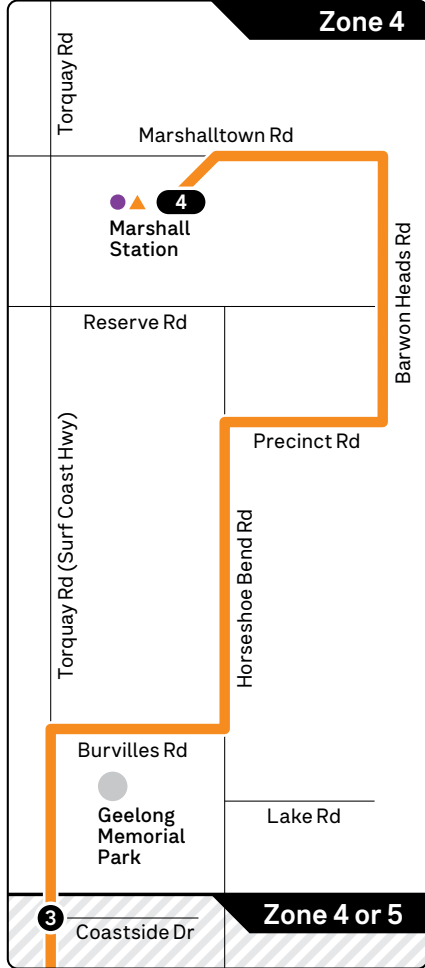 Zone 4
Torquay Rd
Marshalltown Rd
4
Marshall
Station
Barwon Heads Rd
Reserve Rd
Precinct Rd
Torquay Rd (Surf Coast Hwy)
Horseshoe Bend Rd
Burvilles Rd
Geelong
Memorial
Park
Lake Rd
Zone 4 or 5
3
Coastside Dr